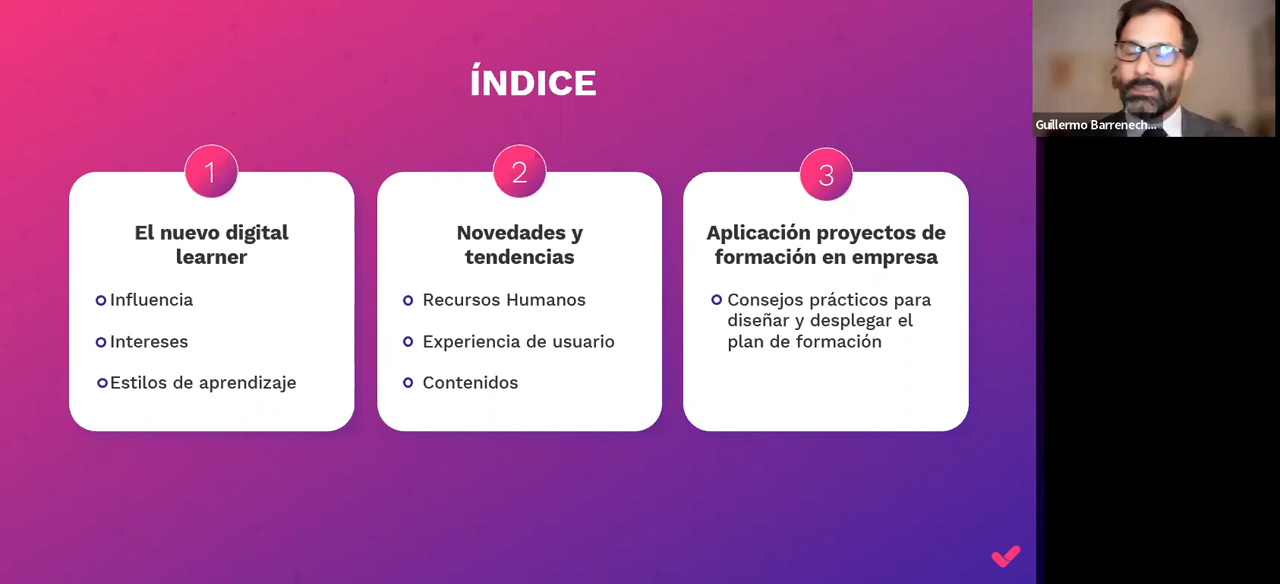 ÍNDICE
1
El nuevo digital
learner
Influencia
Intereses
Estilos de aprendizaje
2
Novedades y
tendencias
Recursos Humanos
Experiencia de usuario
Contenidos
3
Aplicación proyectos de
formación en empresa
Consejos prácticos para
diseñar y desplegar el
plan de formación
Guillermo Barrenech...